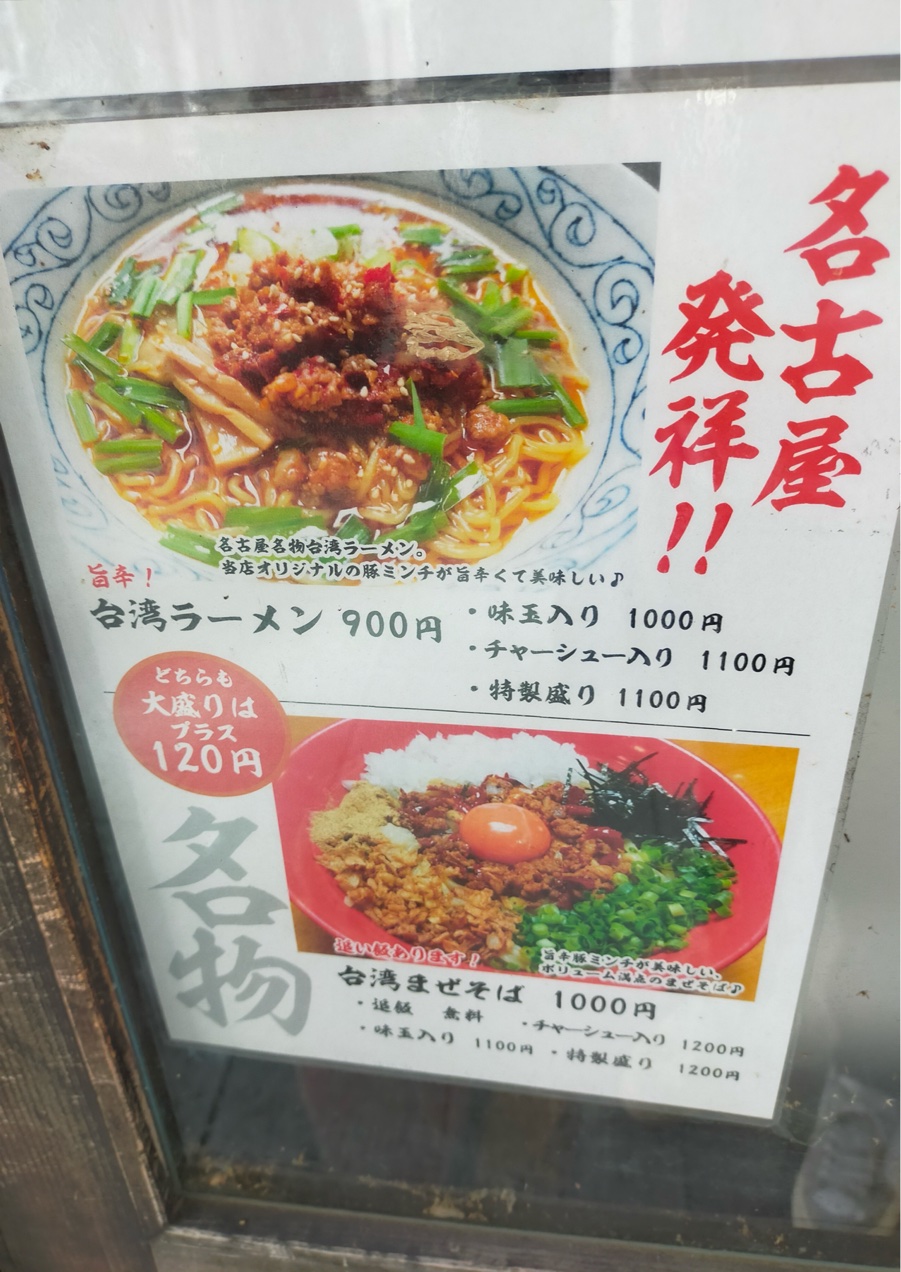 名古屋
発祥!!
名古屋名物台湾ラーメン。
当店オリジナルの豚ミンチが旨辛くて美味しい♪
旨辛！
台湾ラーメン 900円
・味玉入り 1000円
・チャーシュー入り 1100円
・特製盛り 1100円
どちらも
大盛りは
プラス
120円
名物
追い飯あります！
旨辛豚ミンチが美味しい、
ボリューム満点のまぜそば♪
台湾まぜそば 1000円
・追飯 無料
・チャーシュー入り 1200円
・味玉入り 1100円
・特製盛り 1200円